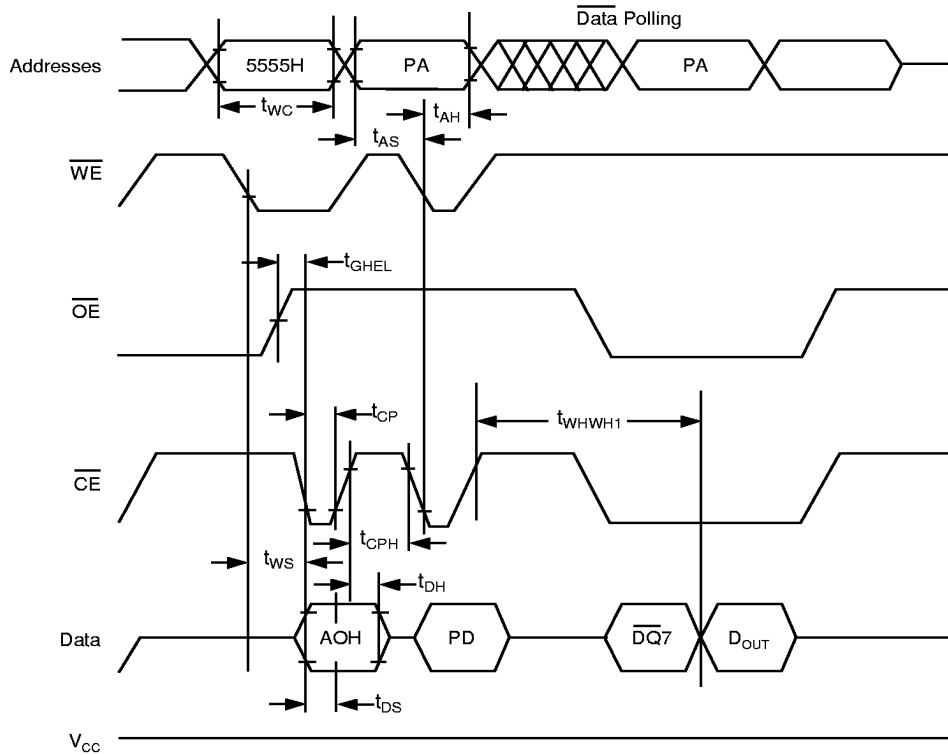 Data Polling
Addresses 5555H PA PA
tWC
tAH
tAS
WE
tGHEL
OE
tCP
tWHWH1
CE
tCPH
tWS
tDH
Data AOH PD DQ7 DOUT
tDS
VCC